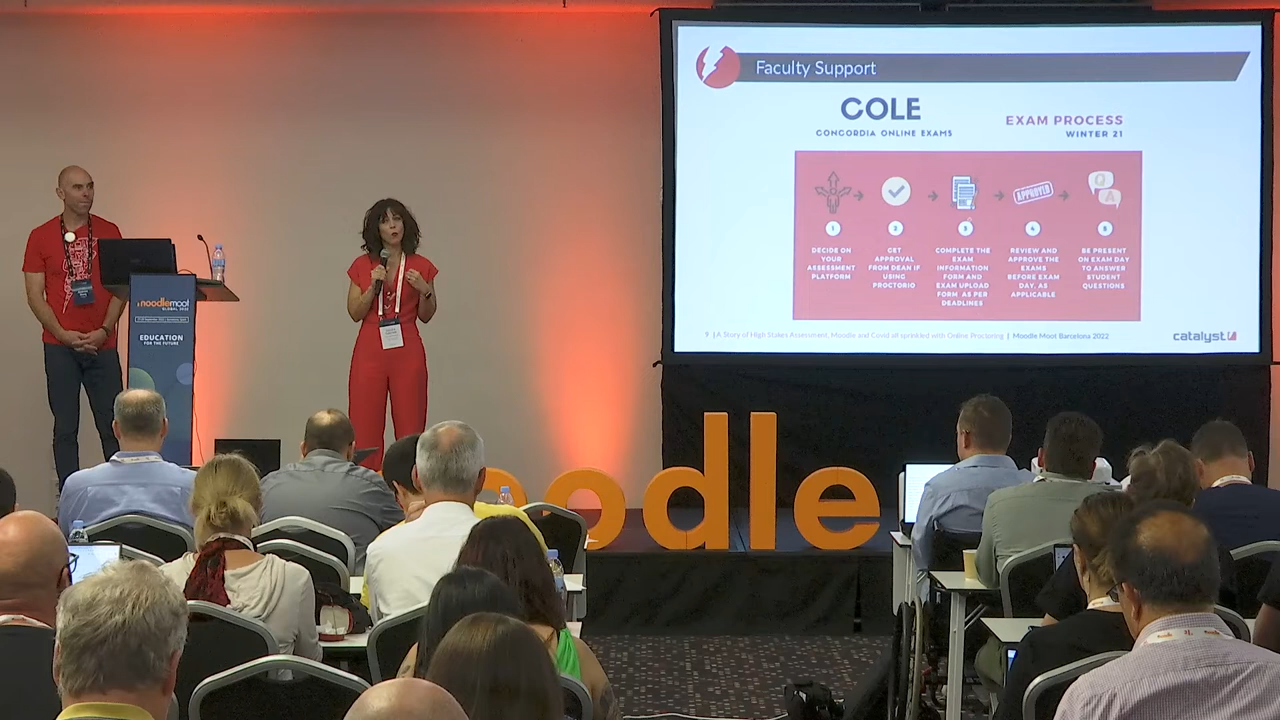 Faculty Support
COLE
CONCORDIA ONLINE EXAMS
EXAM PROCESS
WINTER 21
APPROVED
Q
A
1
2
3
4
5
DECIDE ON
YOUR
ASSESSMENT
PLATFORM
GET
APPROVAL
FROM DEAN IF
USING
PROCTORIO
COMPLETE THE
EXAM
INFORMATION
FORM AND
EXAM UPLOAD
FORM AS PER
DEADLINES
REVIEW AND
APPROVE THE
EXAMS
BEFORE EXAM
DAY, AS
APPLICABLE
BE PRESENT
ON EXAM DAY
TO ANSWER
STUDENT
QUESTIONS
9 | A Story of High Stakes Assessment, Moodle and Covid all sprinkled with Online Proctoring | Moodle Moot Barcelona 2022
catalyst
moodlemoot
GLOBAL 2022
EDUCATION
FOR THE FUTURE
oodle